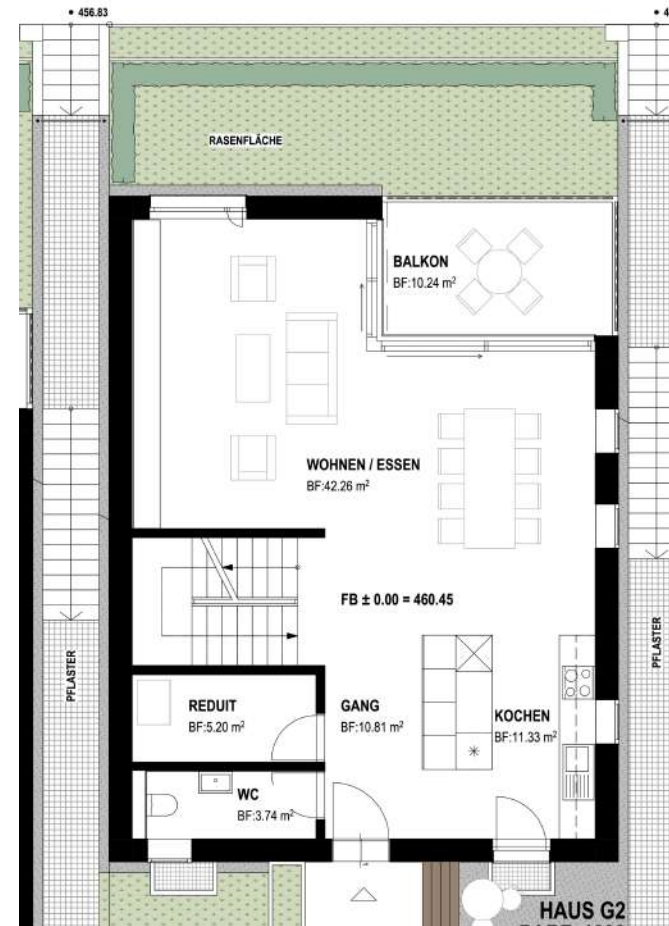 456.83
4
RASENFLÄCHE
BALKON
BF:10.24 m²
WOHNEN / ESSEN
BF:42.26 m²
FB ± 0.00 = 460.45
PFLASTER
PFLASTER
REDUIT
BF:5.20 m²
GANG
BF:10.81 m²
KOCHEN
BF:11.33 m²
WC
BF:3.74 m²
HAUS G2